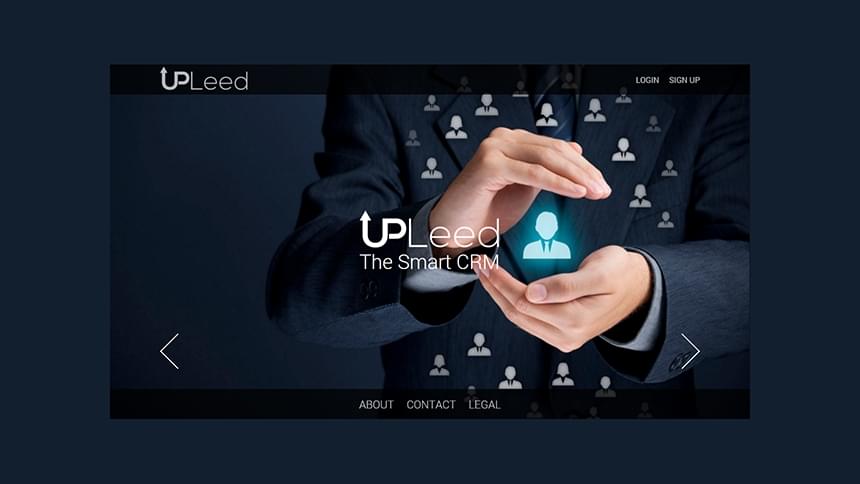 UPLeed
LOGIN SIGN UP
UPLeed
The Smart CRM
ABOUT CONTACT LEGAL